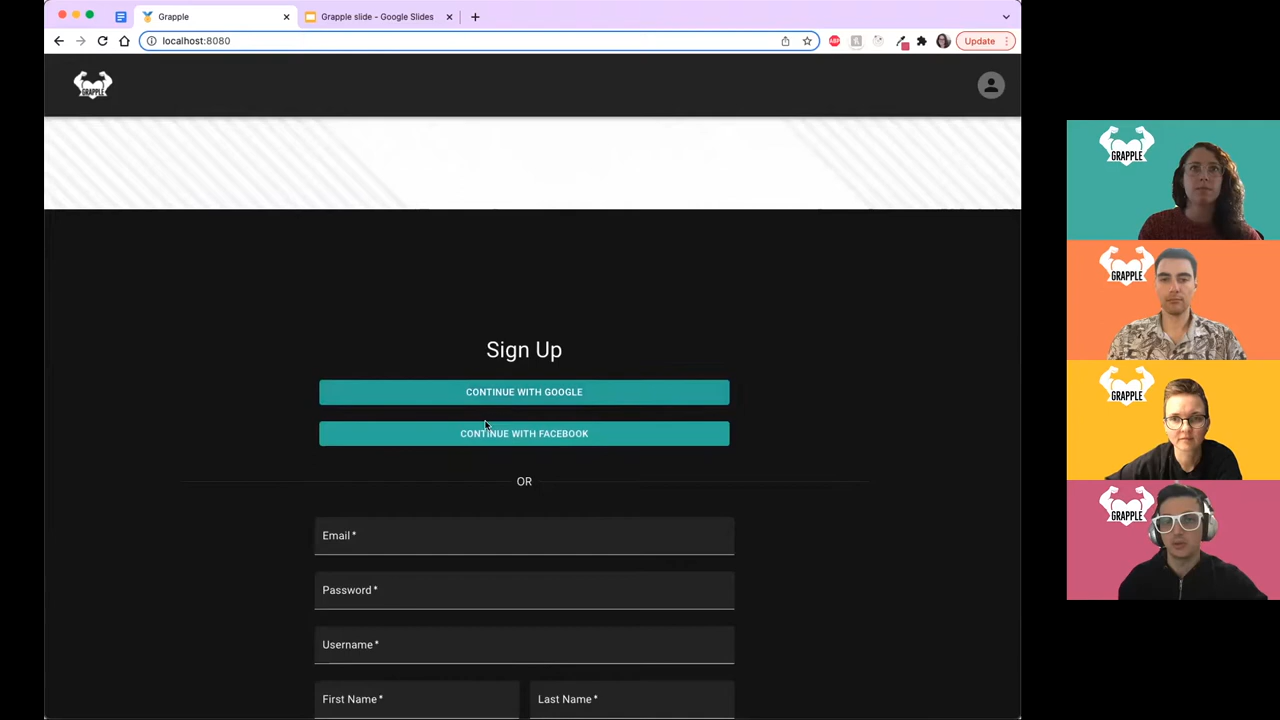 Grapple
Grapple slide - Google Slides
localhost:8080
ABP
Update
GRAPPLE
Sign Up
CONTINUE WITH GOOGLE
CONTINUE WITH FACEBOOK
OR
Email *
Password *
Username *
First Name *
Last Name *
GRAPPLE
GRAPPLE
GRAPPLE
GRAPPLE